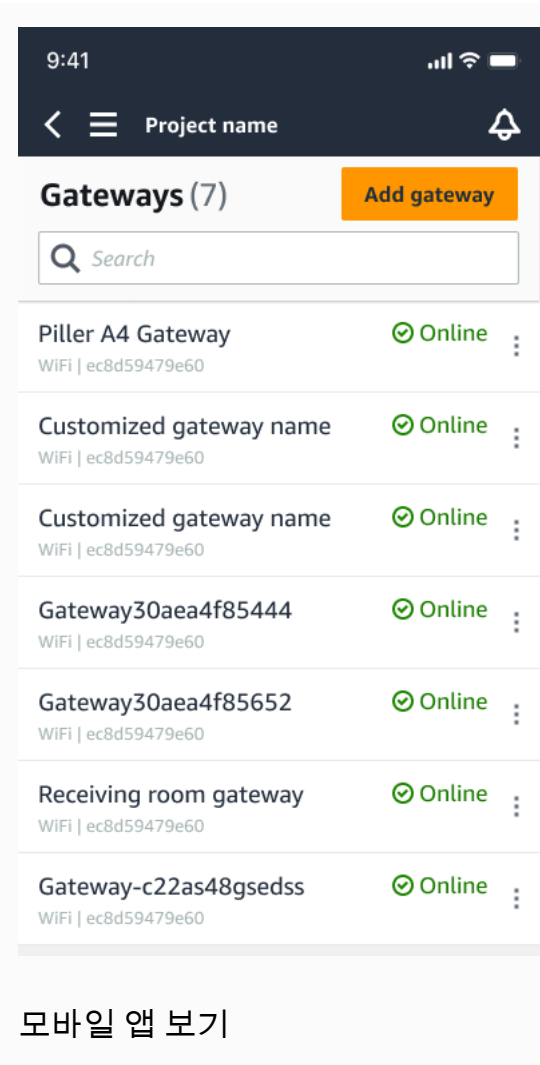 9:41
Project name
Gateways (7)
Add gateway
Search
Piller A4 Gateway
Online
WiFi | ec8d59479e60
Customized gateway name
Online
WiFi | ec8d59479e60
Customized gateway name
Online
WiFi | ec8d59479e60
Gateway30aea4f85444
Online
WiFi | ec8d59479e60
Gateway30aea4f85652
Online
WiFi | ec8d59479e60
Receiving room gateway
Online
WiFi | ec8d59479e60
Gateway-c22as48gsedss
Online
WiFi | ec8d59479e60
모바일 앱 보기